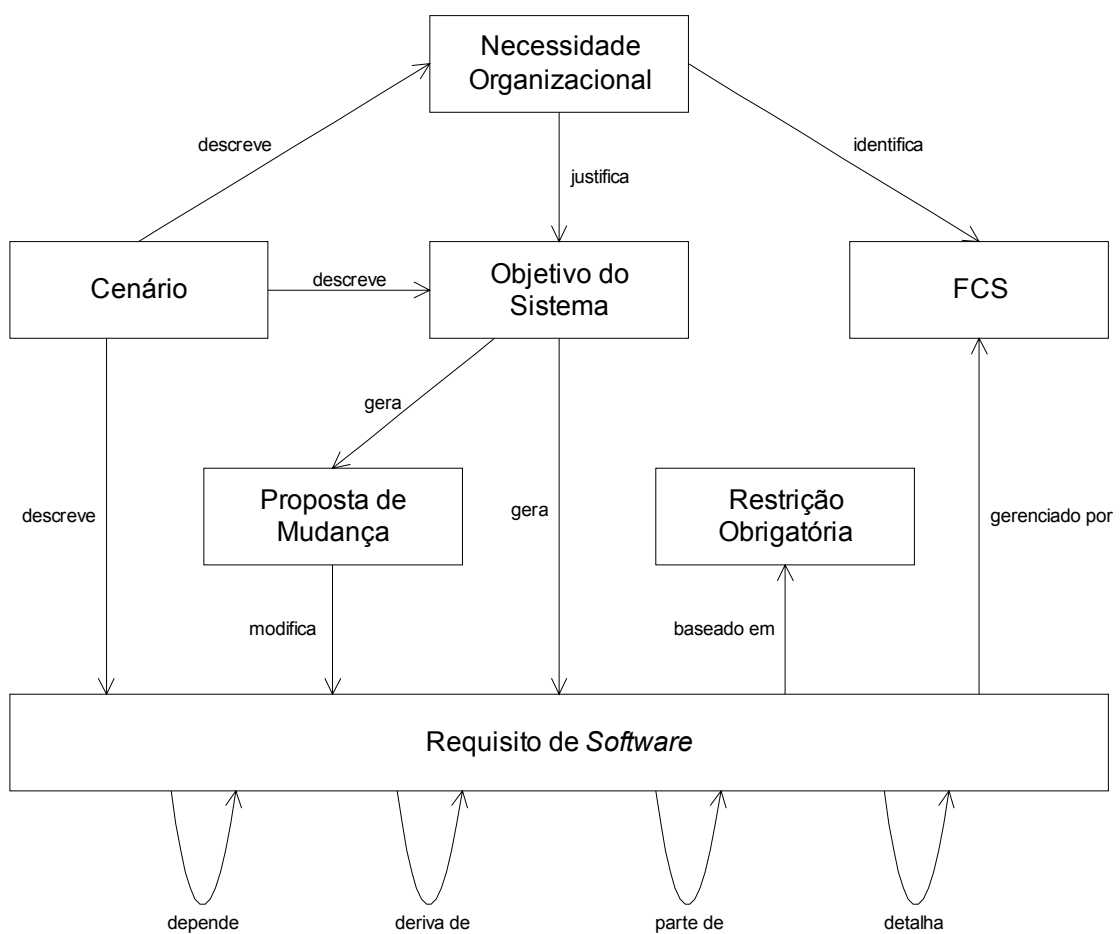 Necessidade
Organizacional
descreve
identifica
justifica
Cenário
descreve
Objetivo do
Sistema
FCS
gera
Proposta de
Mudança
Restrição
Obrigatória
descreve
gera
gerenciado por
modifica
baseado em
Requisito de Software
depende
deriva de
parte de
detalha